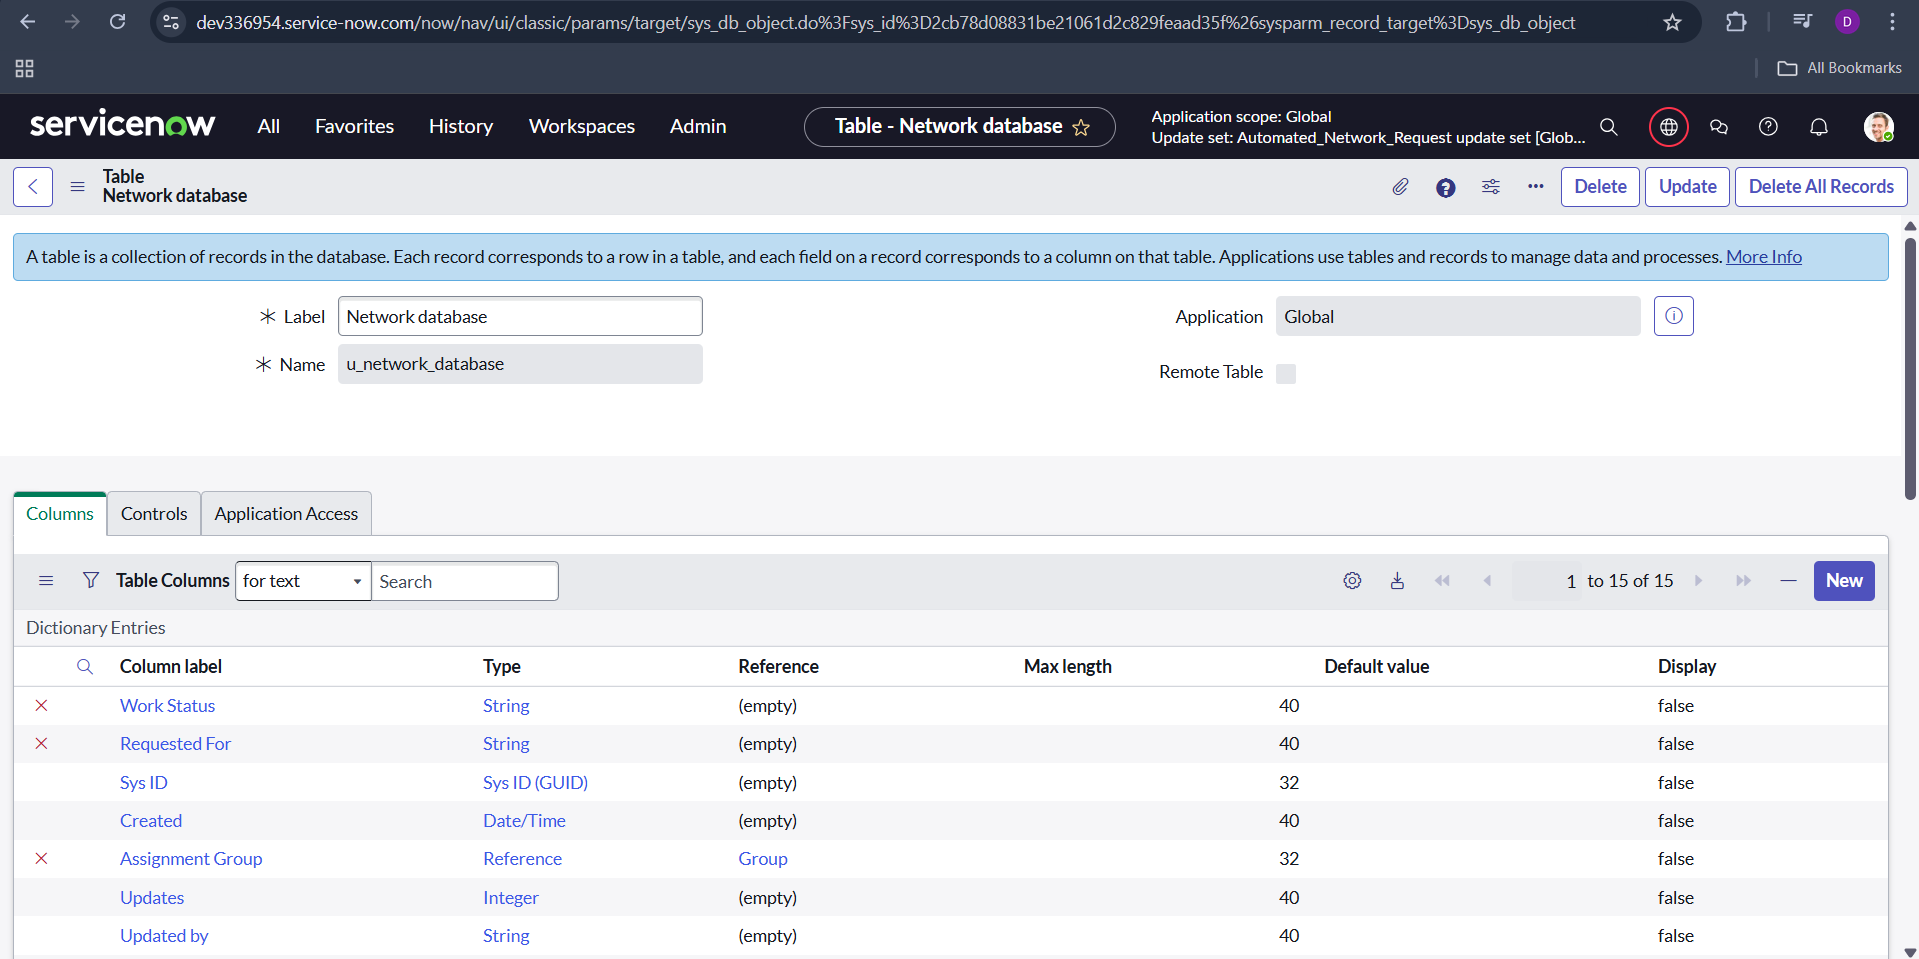 dev336954.service-now.com/now/nav/ui/classic/params/target/sys_db_object.do%3Fsys_id%3D2cb78d08831be21061d2c829feaad35f%26sysparm_record_target%3Dsys_db_object
D
All Bookmarks
servicenow All Favorites History Workspaces Admin
Table - Network database
Application scope: Global
Update set: Automated_Network_Request update set [Glob...
Table
Network database
Delete Update Delete All Records
A table is a collection of records in the database. Each record corresponds to a row in a table, and each field on a record corresponds to a column on that table. Applications use tables and records to manage data and processes. More Info
Label Network database Application Global
Name u_network_database
Remote Table
Columns Controls Application Access
Table Columns for text Search 1 to 15 of 15 New
Dictionary Entries
Column label Type Reference Max length Default value Display
Work Status String (empty) 40 false
Requested For String (empty) 40 false
Sys ID Sys ID (GUID) (empty) 32 false
Created Date/Time (empty) 40 false
Assignment Group Reference Group 32 false
Updates Integer (empty) 40 false
Updated by String (empty) 40 false